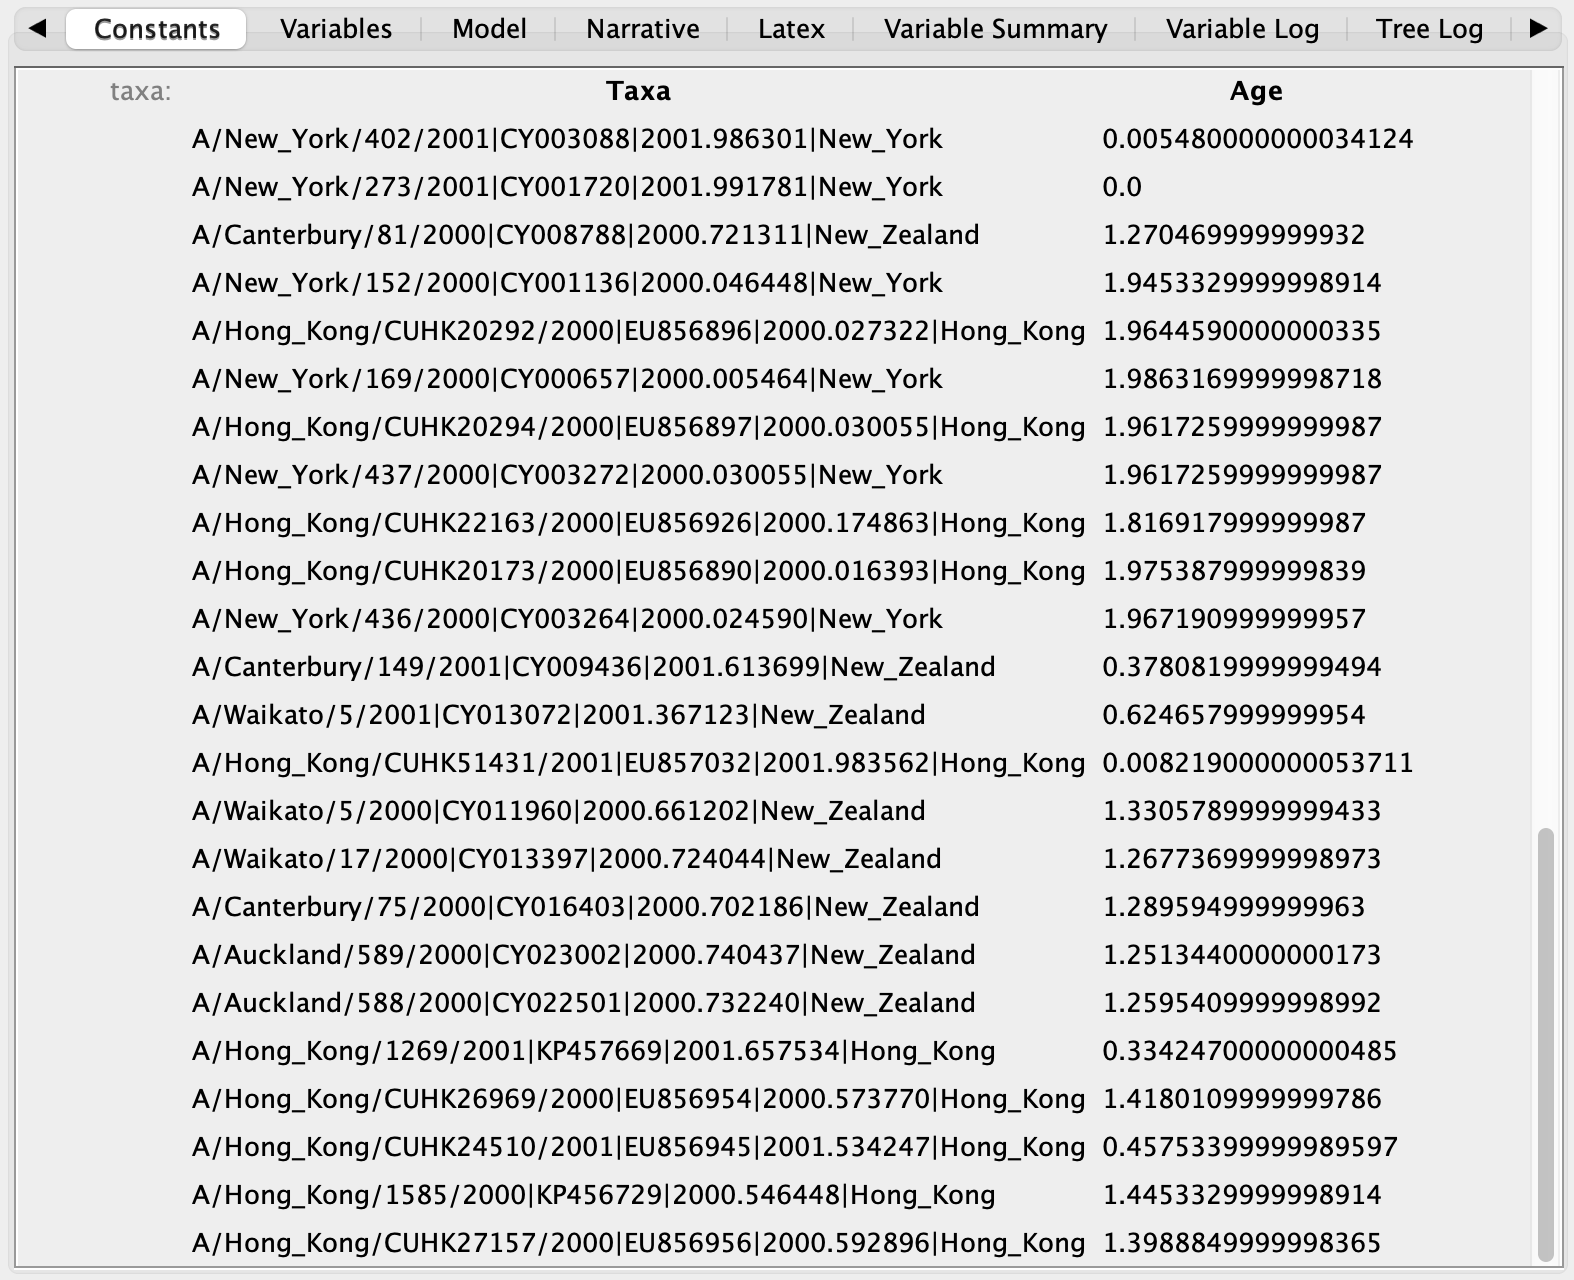 Constants Variables Model Narrative Latex Variable Summary Variable Log Tree Log
taxa: Taxa Age
A/New_York/402/2001|CY003088|2001.986301|New_York 0.005480000000034124
A/New_York/273/2001|CY001720|2001.991781|New_York 0.0
A/Canterbury/81/2000|CY008788|2000.721311|New_Zealand 1.270469999999932
A/New_York/152/2000|CY001136|2000.046448|New_York 1.9453329999998914
A/Hong_Kong/CUHK20292/2000|EU856896|2000.027322|Hong_Kong 1.9644590000000335
A/New_York/169/2000|CY000657|2000.005464|New_York 1.9863169999998718
A/Hong_Kong/CUHK20294/2000|EU856897|2000.030055|Hong_Kong 1.9617259999999987
A/New_York/437/2000|CY003272|2000.030055|New_York 1.9617259999999987
A/Hong_Kong/CUHK22163/2000|EU856926|2000.174863|Hong_Kong 1.816917999999987
A/Hong_Kong/CUHK20173/2000|EU856890|2000.016393|Hong_Kong 1.975387999999839
A/New_York/436/2000|CY003264|2000.024590|New_York 1.967190999999957
A/Canterbury/149/2001|CY009436|2001.613699|New_Zealand 0.3780819999999494
A/Waikato/5/2001|CY013072|2001.367123|New_Zealand 0.624657999999954
A/Hong_Kong/CUHK51431/2001|EU857032|2001.983562|Hong_Kong 0.008219000000053711
A/Waikato/5/2000|CY011960|2000.661202|New_Zealand 1.3305789999999433
A/Waikato/17/2000|CY013397|2000.724044|New_Zealand 1.2677369999998973
A/Canterbury/75/2000|CY016403|2000.702186|New_Zealand 1.289594999999963
A/Auckland/589/2000|CY023002|2000.740437|New_Zealand 1.2513440000000173
A/Auckland/588/2000|CY022501|2000.732240|New_Zealand 1.2595409999998992
A/Hong_Kong/1269/2001|KP457669|2001.657534|Hong_Kong 0.33424700000000485
A/Hong_Kong/CUHK26969/2000|EU856954|2000.573770|Hong_Kong 1.4180109999999786
A/Hong_Kong/CUHK24510/2001|EU856945|2001.534247|Hong_Kong 0.45753399999989597
A/Hong_Kong/1585/2000|KP456729|2000.546448|Hong_Kong 1.4453329999998914
A/Hong_Kong/CUHK27157/2000|EU856956|2000.592896|Hong_Kong 1.3988849999998365